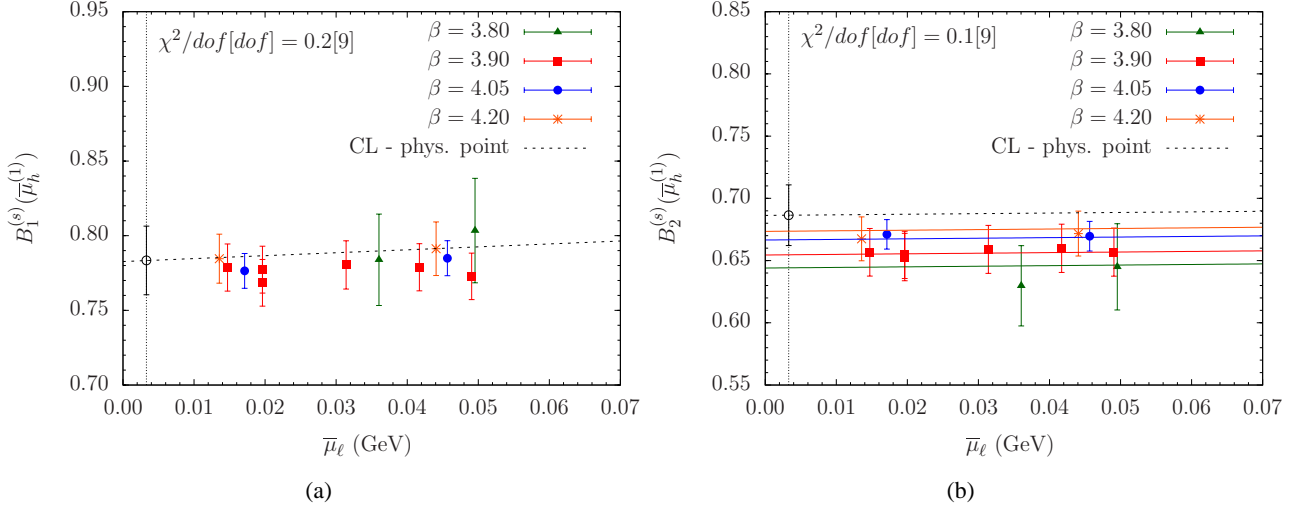 χ²/dof[dof] = 0.2[9]
β = 3.80
β = 3.90
β = 4.05
β = 4.20
CL - phys. point
B₁⁽ˢ⁾(μ̅ₕ⁽¹⁾)
0.95
0.90
0.85
0.80
0.75
0.70
0.00 0.01 0.02 0.03 0.04 0.05 0.06 0.07
μ̅_ℓ (GeV)
(a)
χ²/dof[dof] = 0.1[9]
β = 3.80
β = 3.90
β = 4.05
β = 4.20
CL - phys. point
B₂⁽ˢ⁾(μ̅ₕ⁽¹⁾)
0.85
0.80
0.75
0.70
0.65
0.60
0.55
0.00 0.01 0.02 0.03 0.04 0.05 0.06 0.07
μ̅_ℓ (GeV)
(b)